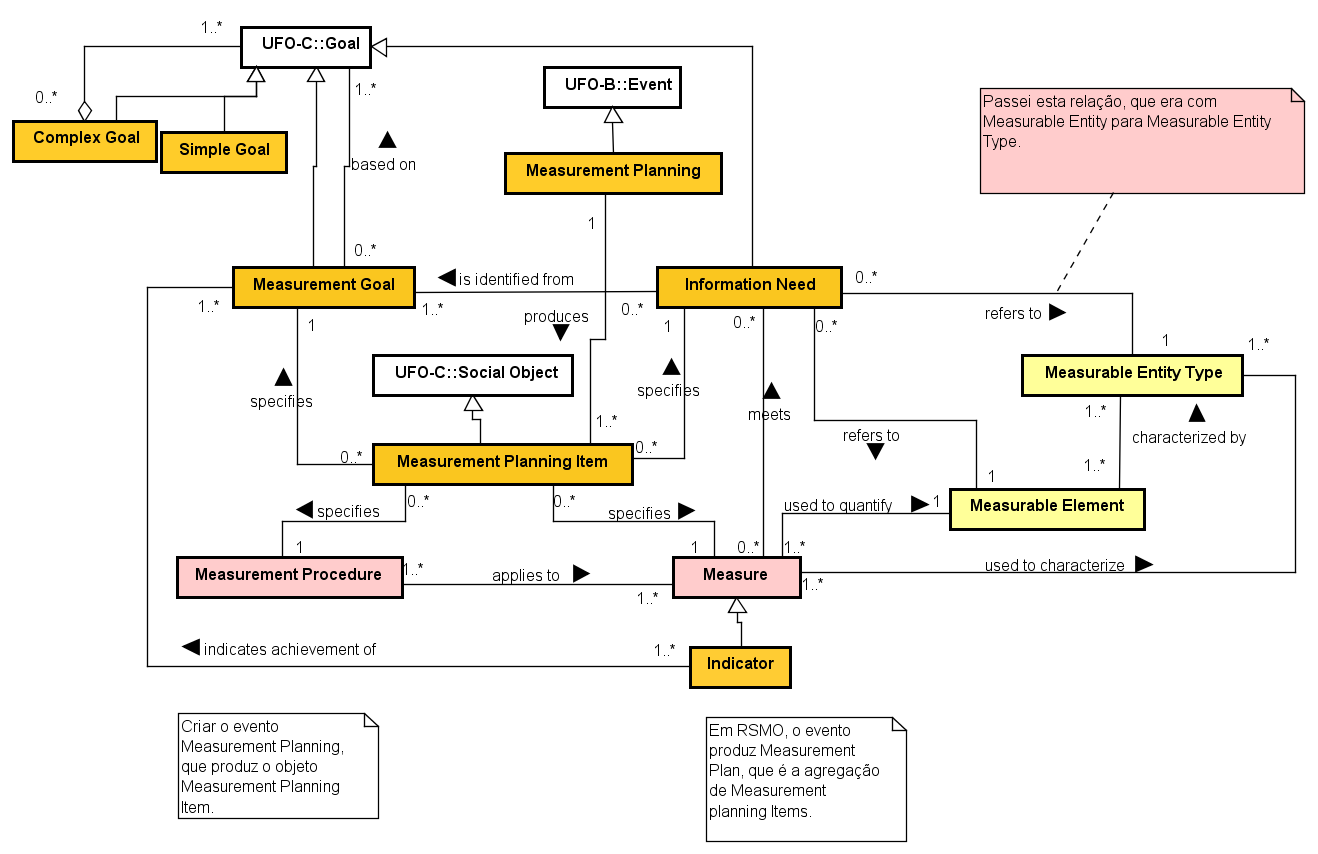 1..*
UFO-C::Goal
0..*
1..*
UFO-B::Event
Passei esta relação, que era com
Measurable Entity para Measurable Entity
Type.
Complex Goal
Simple Goal
based on
Measurement Planning
1
0..*
Measurement Goal
is identified from
Information Need
0..*
1..*
1..*
0..*
refers to
1
produces
1
0..*
0..*
1
1..*
UFO-C::Social Object
Measurable Entity Type
specifies
specifies
meets
1..*
1..*
characterized by
refers to
0..*
Measurement Planning Item
0..*
1..*
1
0..*
0..*
specifies
specifies
used to quantify
1
Measurable Element
1
1
0..*
1..*
Measurement Procedure
1..*
applies to
Measure
used to characterize
1..*
1..*
indicates achievement of
1..*
Indicator
Criar o evento
Measurement Planning,
que produz o objeto
Measurement Planning
Item.
Em RSMO, o evento
produz Measurement
Plan, que é a agregação
de Measurement
planning Items.